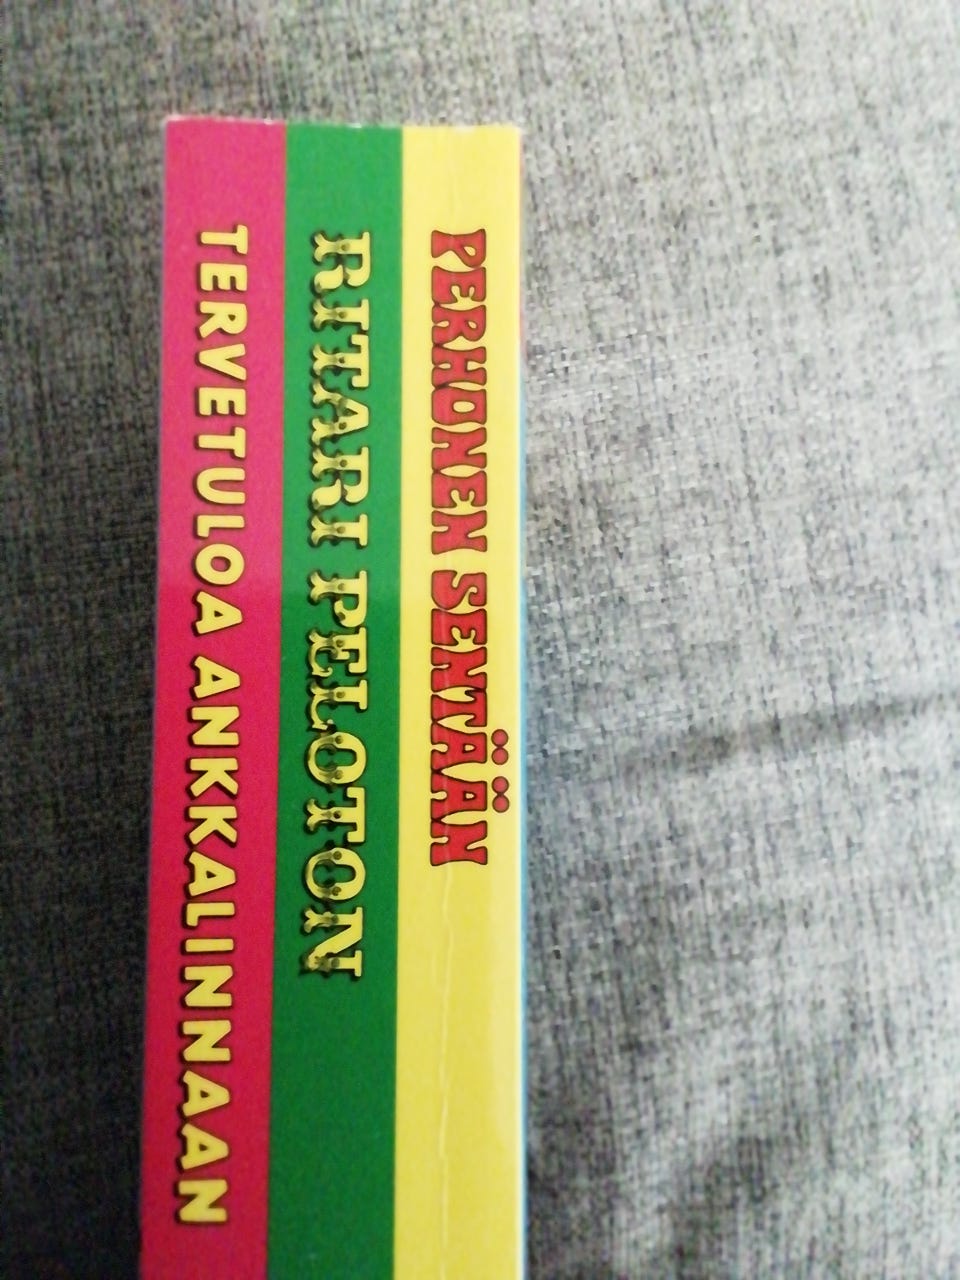 PERHONEN SENTÄÄN
RITARI PELOTON
TERVETULOA ANKKALINNAAN